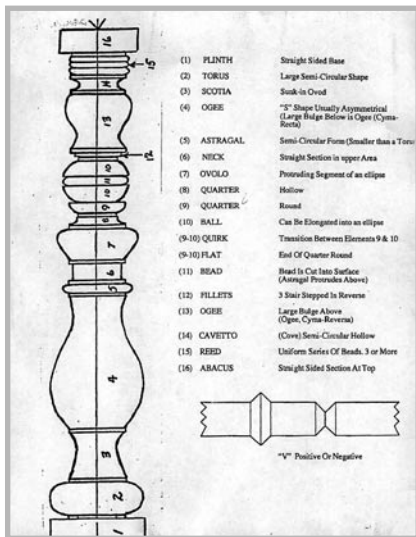 16
15
14
13
12
10
11
10
9
8
7
6
5
4
3
2
1
(1) PLINTH Straight Sided Base
(2) TORUS Large Semi-Circular Shape
(3) SCOTIA Sunk-in Ovod
(4) OGEE "S" Shape Usually Asymmetrical
(Large Bulge Below is Ogee (Cyma-
Recta)
(5) ASTRAGAL Semi-Circular Form (Smaller than a Torus
(6) NECK Straight Section in upper Area
(7) OVOLO Protruding Segment of an ellipse
(8) QUARTER Hollow
(9) QUARTER Round
(10) BALL Can Be Elongated into an ellipse
(9-10) QUIRK Transition Between Elements 9 & 10
(9-10) FLAT End Of Quarter Round
(11) BEAD Bead Is Cut Into Surface
(Astragal Protrudes Above)
(12) FILLETS 3 Stair Stepped In Reverse
(13) OGEE Large Bulge Above
(Ogee, Cyma-Reversa)
(14) CAVETTO (Cove) Semi-Circular Hollow
(15) REED Uniform Series Of Beads. 3 or More
(16) ABACUS Straight Sided Section At Top
"V" Positive Or Negative